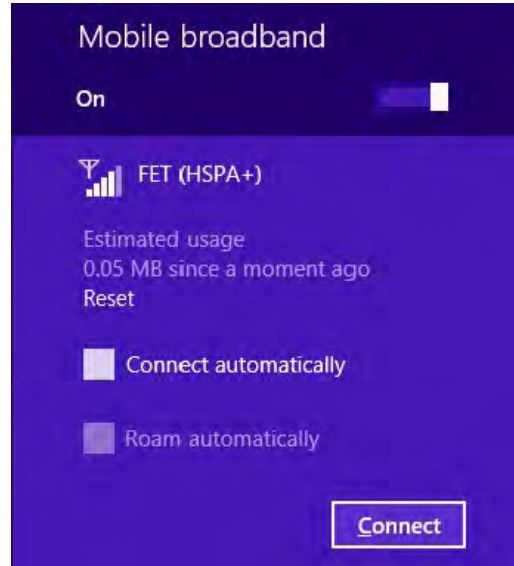 Mobile broadband
On
FET (HSPA+)
Estimated usage
0.05 MB since a moment ago
Reset
Connect automatically
Roam automatically
Connect